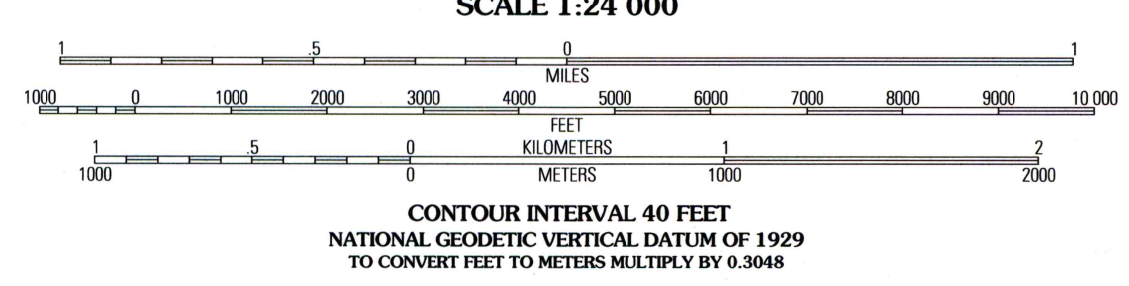 SCALE 1:24 000
1 .5 0 1
MILES
1000 0 1000 2000 3000 4000 5000 6000 7000 8000 9000 10 000
FEET
1 .5 0 KILOMETERS 1 2
1000 0 METERS 1000 2000
CONTOUR INTERVAL 40 FEET
NATIONAL GEODETIC VERTICAL DATUM OF 1929
TO CONVERT FEET TO METERS MULTIPLY BY 0.3048